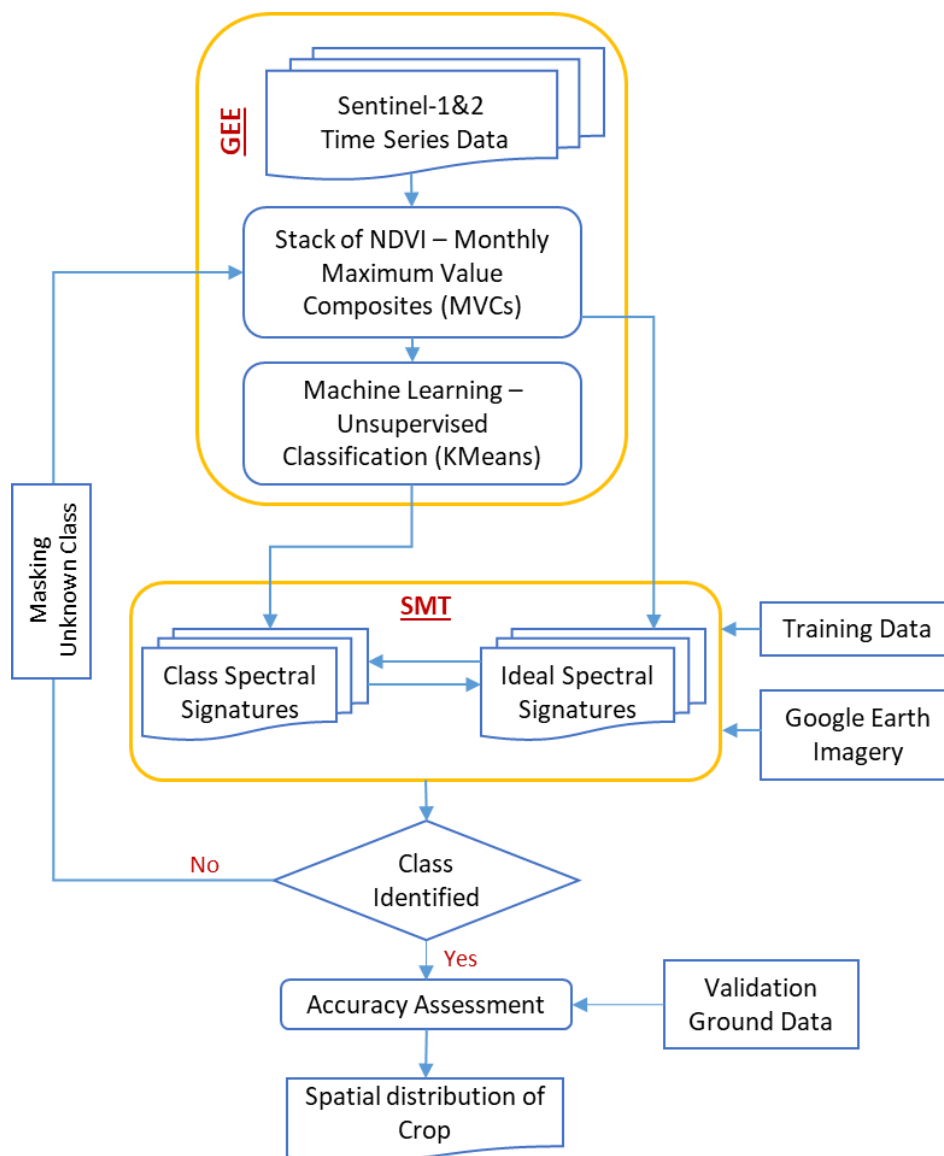 GEE
Sentinel-1&2
Time Series Data
Stack of NDVI – Monthly
Maximum Value
Composites (MVCs)
Machine Learning –
Unsupervised
Classification (KMeans)
Masking
Unknown Class
SMT
Class Spectral
Signatures
Ideal Spectral
Signatures
Training Data
Google Earth
Imagery
No
Class
Identified
Yes
Accuracy Assessment
Validation
Ground Data
Spatial distribution of
Crop